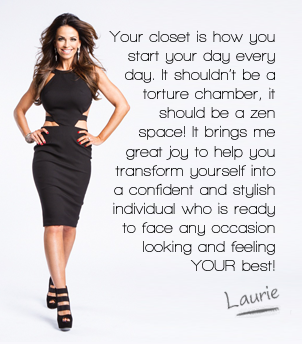 Your closet is how you
start your day every
day. It shouldn't be a
torture chamber, it
should be a zen
space! It brings me
great joy to help you
transform yourself into
a confident and stylish
individual who is ready
to face any occasion
looking and feeling
YOUR best!
Laurie